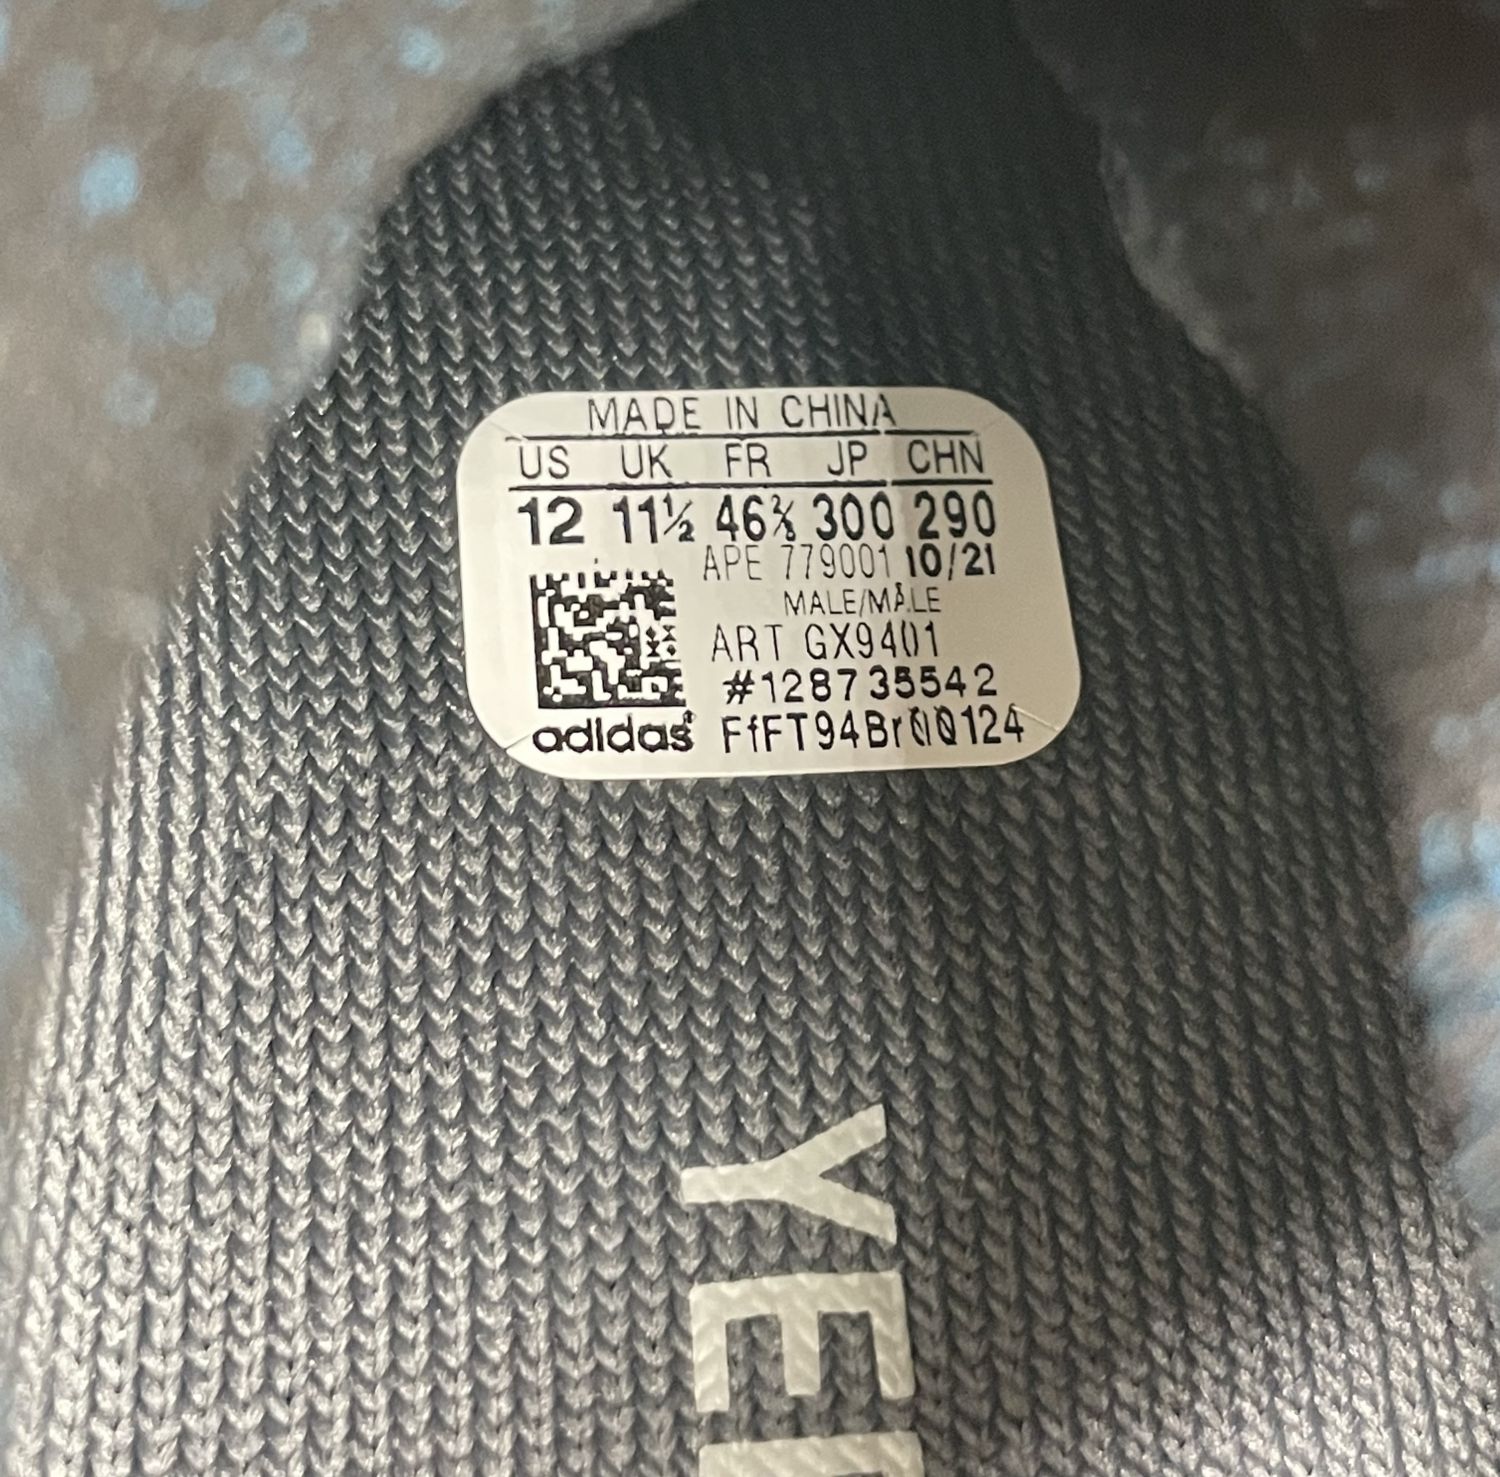 MADE IN CHINA
US UK FR JP CHN
12 11½ 46⅔ 300 290
APE 779001 10/21
MALE/MÂLE
ART GX9401
#128735542
adidas FfFT94Br00124
YE